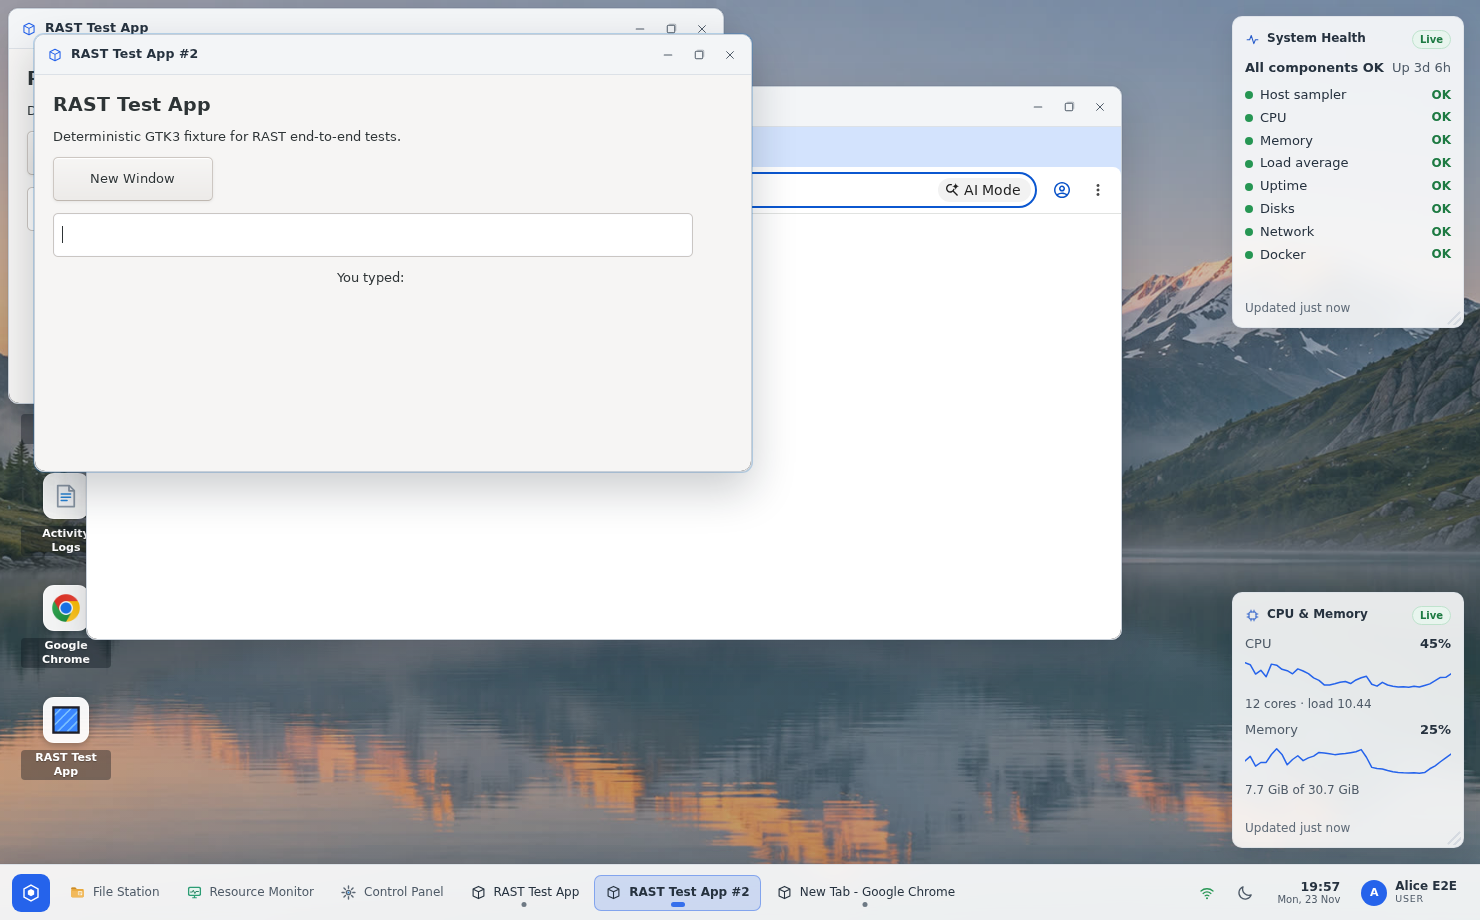 RAST Test App
RAST Test App #2
RAST Test App
Deterministic GTK3 fixture for RAST end-to-end tests.
New Window
You typed:
AI Mode
Activity
Logs
Google
Chrome
RAST Test
App
System Health
Live
All components OK
Up 3d 6h
Host sampler
OK
CPU
OK
Memory
OK
Load average
OK
Uptime
OK
Disks
OK
Network
OK
Docker
OK
Updated just now
CPU & Memory
Live
CPU
45%
12 cores · load 10.44
Memory
25%
7.7 GiB of 30.7 GiB
Updated just now
File Station
Resource Monitor
Control Panel
RAST Test App
RAST Test App #2
New Tab - Google Chrome
19:57
Mon, 23 Nov
A
Alice E2E
USER